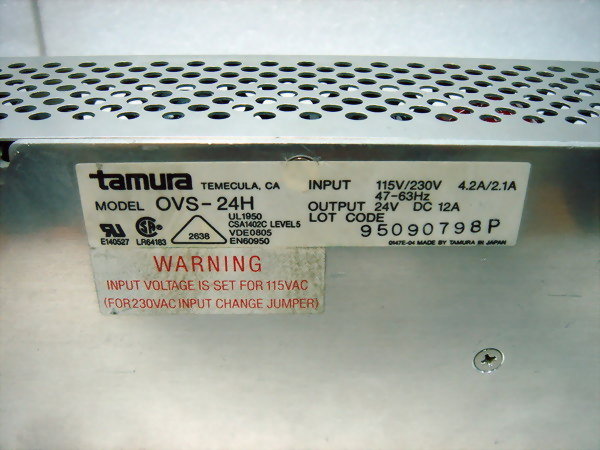 tamura TEMECULA, CA
MODEL OVS-24H
UL1950
CSA1402C LEVEL5
VDE0805
EN60950
E140527 LR64183 2638
INPUT 115V/230V 4.2A/2.1A
47-63Hz
OUTPUT 24V DC 12A
LOT CODE
95090798P
0147E-04 MADE BY TAMURA IN JAPAN
WARNING
INPUT VOLTAGE IS SET FOR 115VAC
(FOR230VAC INPUT CHANGE JUMPER)